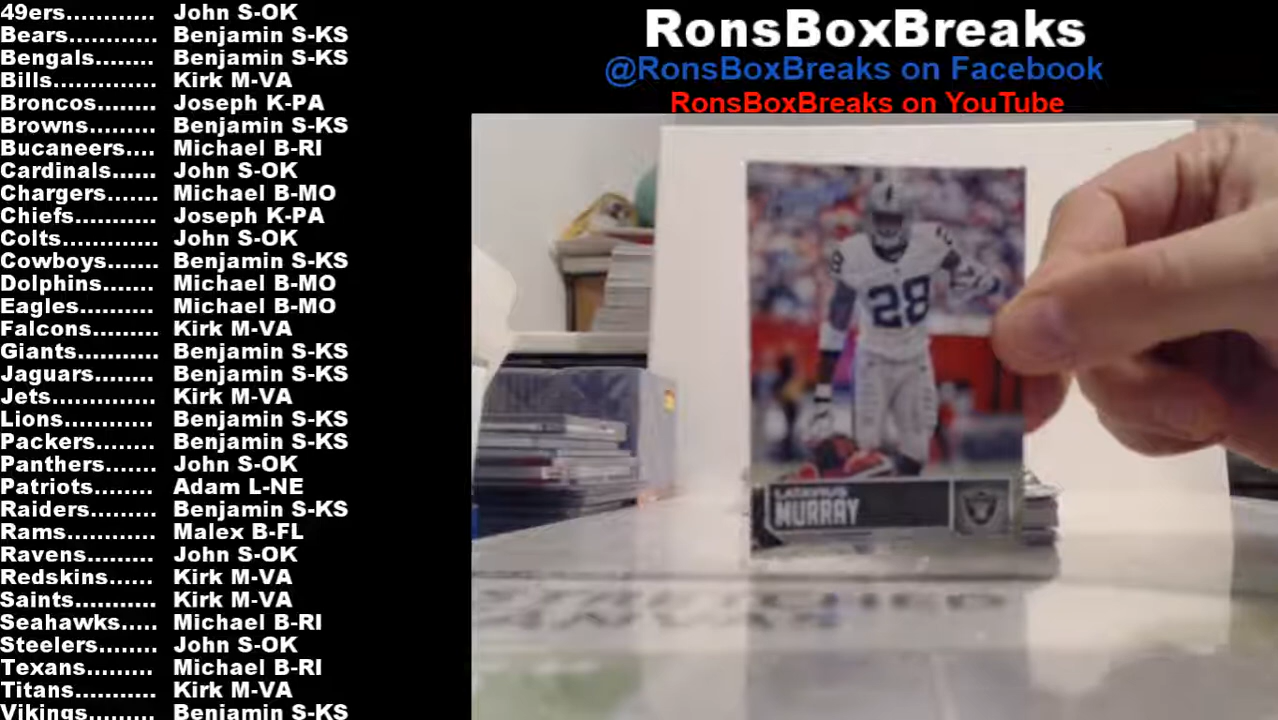 49ers............ John S-OK
Bears............ Benjamin S-KS
Bengals........ Benjamin S-KS
Bills............. Kirk M-VA
Broncos........ Joseph K-PA
Browns......... Benjamin S-KS
Bucaneers.... Michael B-RI
Cardinals...... John S-OK
Chargers....... Michael B-MO
Chiefs........... Joseph K-PA
Colts............. John S-OK
Cowboys....... Benjamin S-KS
Dolphins....... Michael B-MO
Eagles.......... Michael B-MO
Falcons......... Kirk M-VA
Giants........... Benjamin S-KS
Jaguars........ Benjamin S-KS
Jets.............. Kirk M-VA
Lions............ Benjamin S-KS
Packers........ Benjamin S-KS
Panthers....... John S-OK
Patriots........ Adam L-NE
Raiders......... Benjamin S-KS
Rams............ Malex B-FL
Ravens......... John S-OK
Redskins...... Kirk M-VA
Saints........... Kirk M-VA
Seahawks..... Michael B-RI
Steelers........ John S-OK
Texans......... Michael B-RI
Titans........... Kirk M-VA
Vikings......... Benjamin S-KS
RonsBoxBreaks
@RonsBoxBreaks on Facebook
RonsBoxBreaks on YouTube
28
LATAVIUS
MURRAY